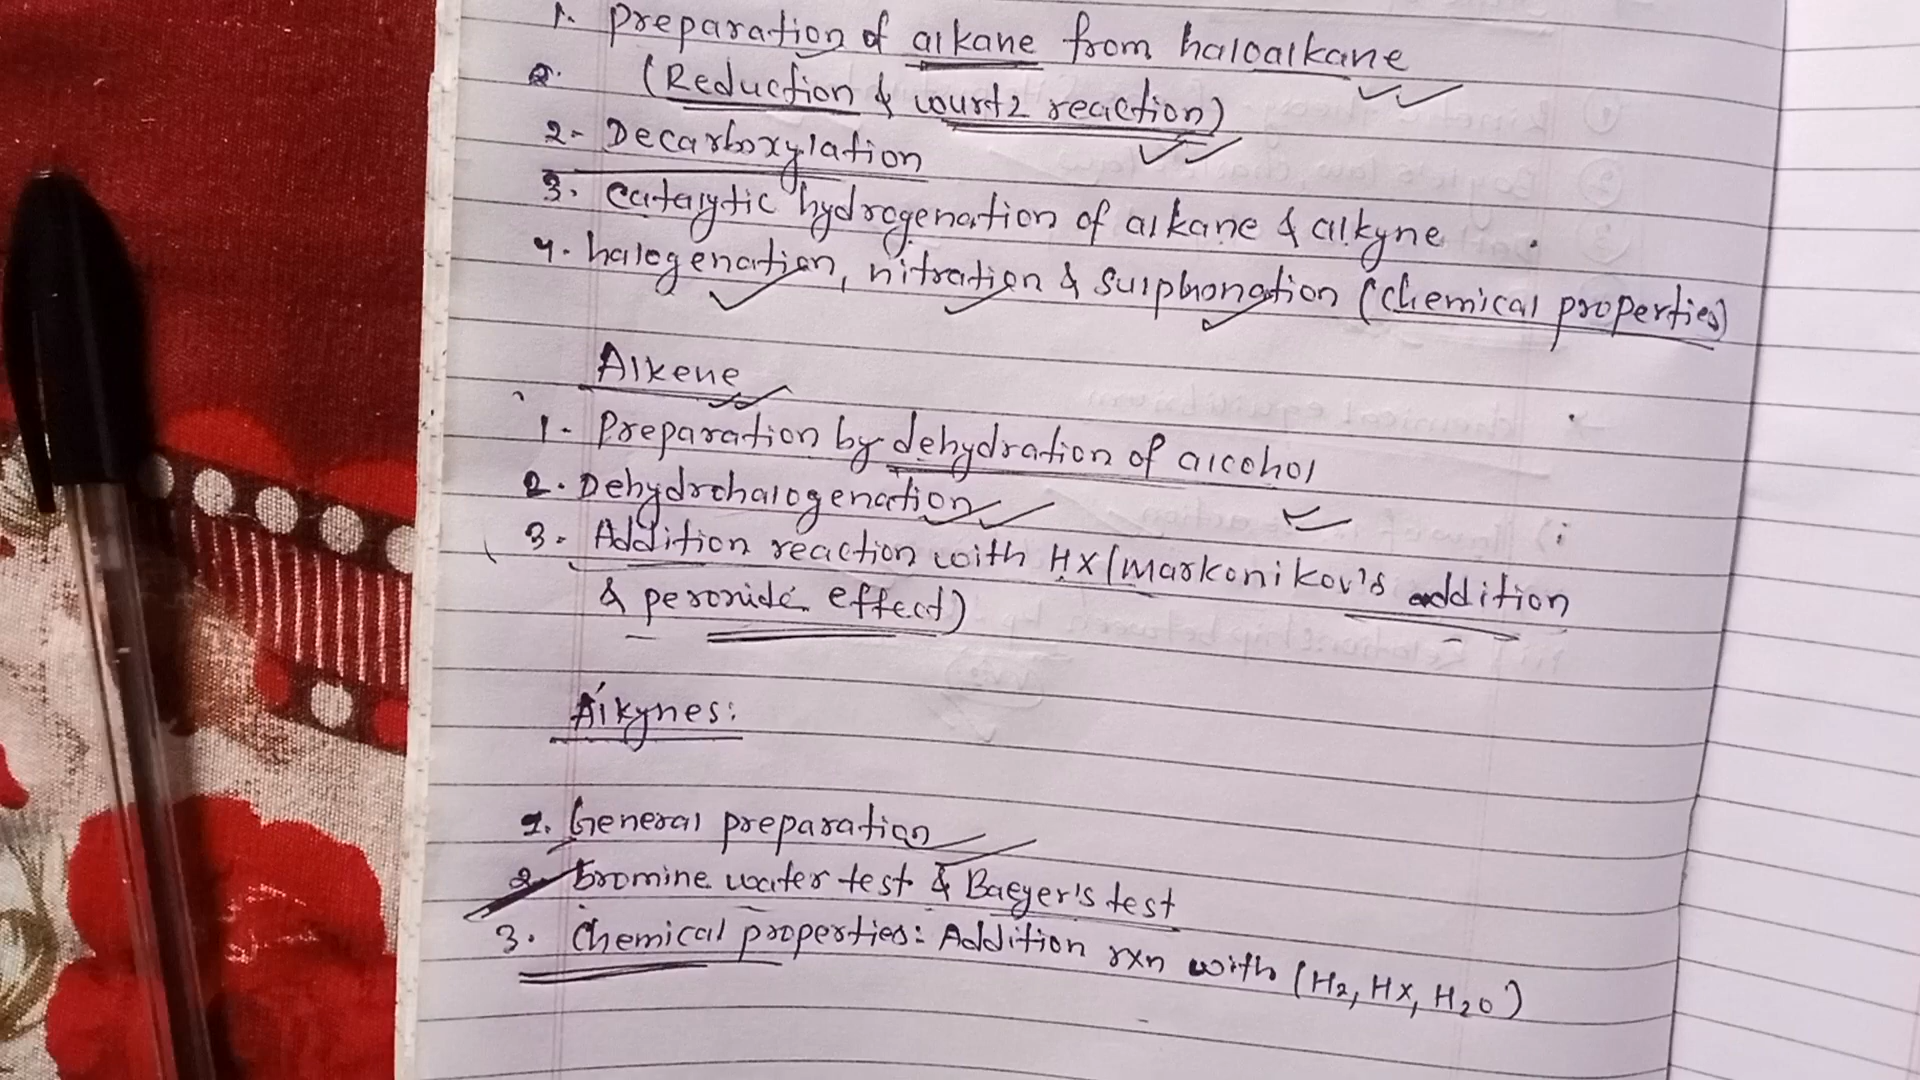 1. Preparation of alkane from haloalkane
(Reduction & wurtz reaction)
2- Decarboxylation
3. Catalytic hydrogenation of alkane & alkyne
4. halogenation, nitration & sulphonation (chemical properties)
Alkene
1- Preparation by dehydration of alcohol
2. Dehydrohalogenation
3- Addition reaction with HX (markonikov's addition
& peroxide effect)
Alkynes:
1. General preparation
2. Bromine water test & Baeyer's test
3. Chemical properties: Addition rxn with (H2, HX, H2O)